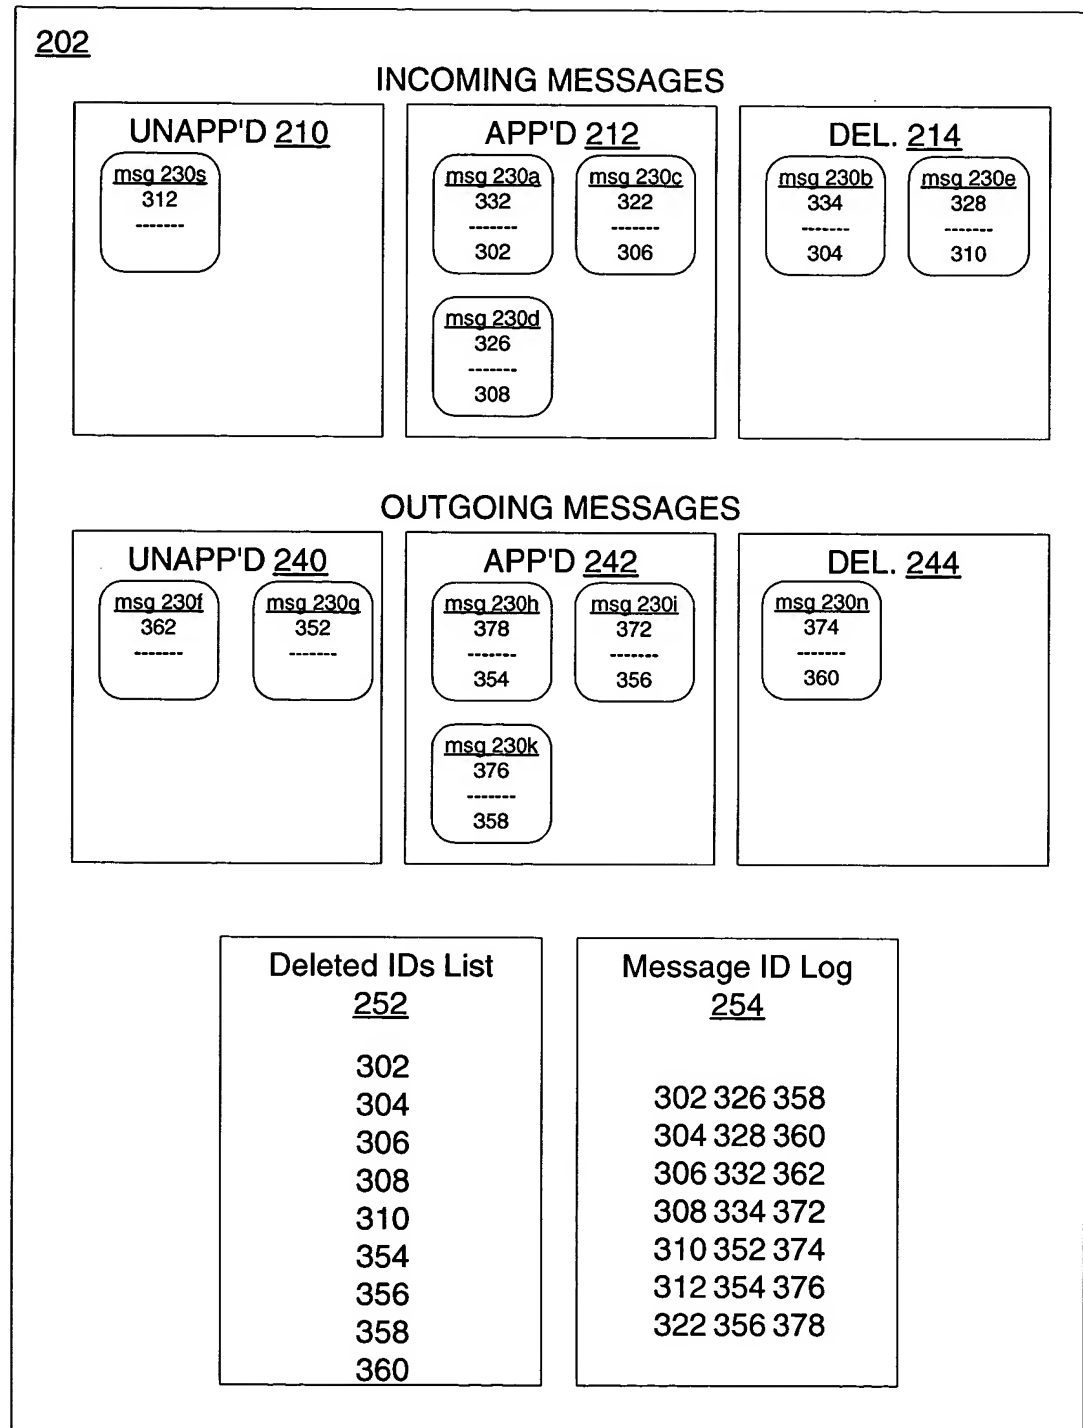 202
INCOMING MESSAGES
UNAPP'D 210
msg 230s
312
-------
APP'D 212
msg 230a
332
-------
302
msg 230c
322
-------
306
msg 230d
326
-------
308
DEL. 214
msg 230b
334
-------
304
msg 230e
328
-------
310
OUTGOING MESSAGES
UNAPP'D 240
msg 230f
362
-------
msg 230g
352
-------
APP'D 242
msg 230h
378
-------
354
msg 230i
372
-------
356
msg 230k
376
-------
358
DEL. 244
msg 230n
374
-------
360
Deleted IDs List
252
302
304
306
308
310
354
356
358
360
Message ID Log
254
302 326 358
304 328 360
306 332 362
308 334 372
310 352 374
312 354 376
322 356 378